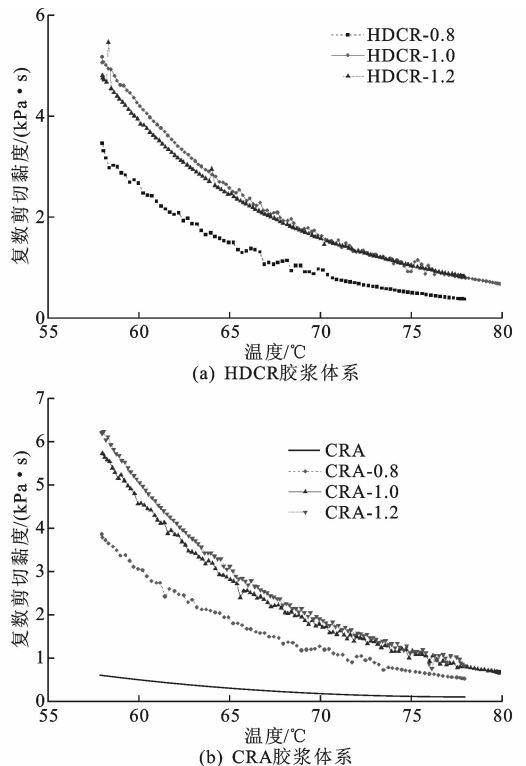 6
4
2
0
复数剪切黏度/(kPa·s)
HDCR-0.8
HDCR-1.0
HDCR-1.2
55 60 65 70 75 80
温度/℃
(a) HDCR胶浆体系
7
6
5
4
3
2
1
0
复数剪切黏度/(kPa·s)
CRA
CRA-0.8
CRA-1.0
CRA-1.2
55 60 65 70 75 80
温度/℃
(b) CRA胶浆体系